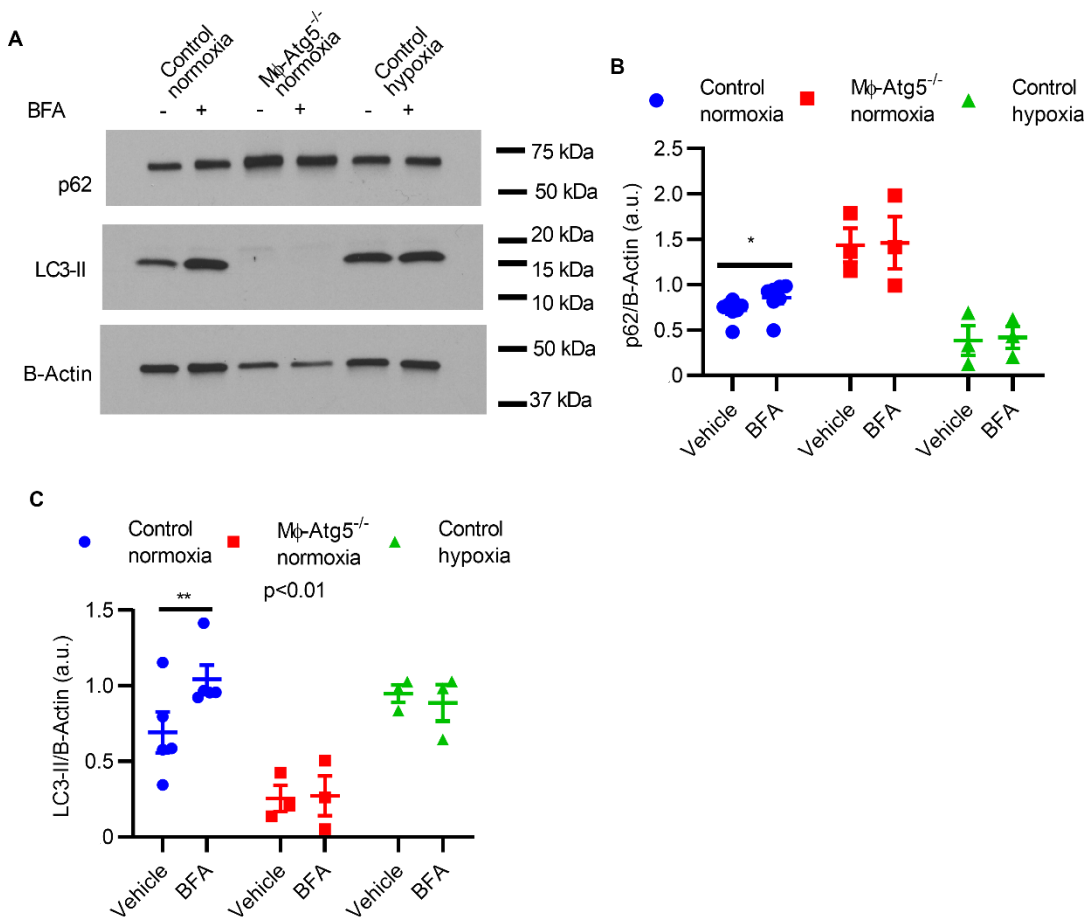 A
Control
normoxia
Mϕ-Atg5-/-
normoxia
Control
hypoxia
BFA - + - + - +
p62
75 kDa
50 kDa
LC3-II
20 kDa
15 kDa
10 kDa
B-Actin
50 kDa
37 kDa
B
Control
normoxia
Mϕ-Atg5-/-
normoxia
Control
hypoxia
p62/B-Actin (a.u.)
2.5
2.0
1.5
1.0
0.5
.0
*
Vehicle
BFA
Vehicle
BFA
Vehicle
BFA
C
Control
normoxia
Mϕ-Atg5-/-
normoxia
Control
hypoxia
p<0.01
LC3-II/B-Actin (a.u.)
1.5
1.0
0.5
0
**
Vehicle
BFA
Vehicle
BFA
Vehicle
BFA